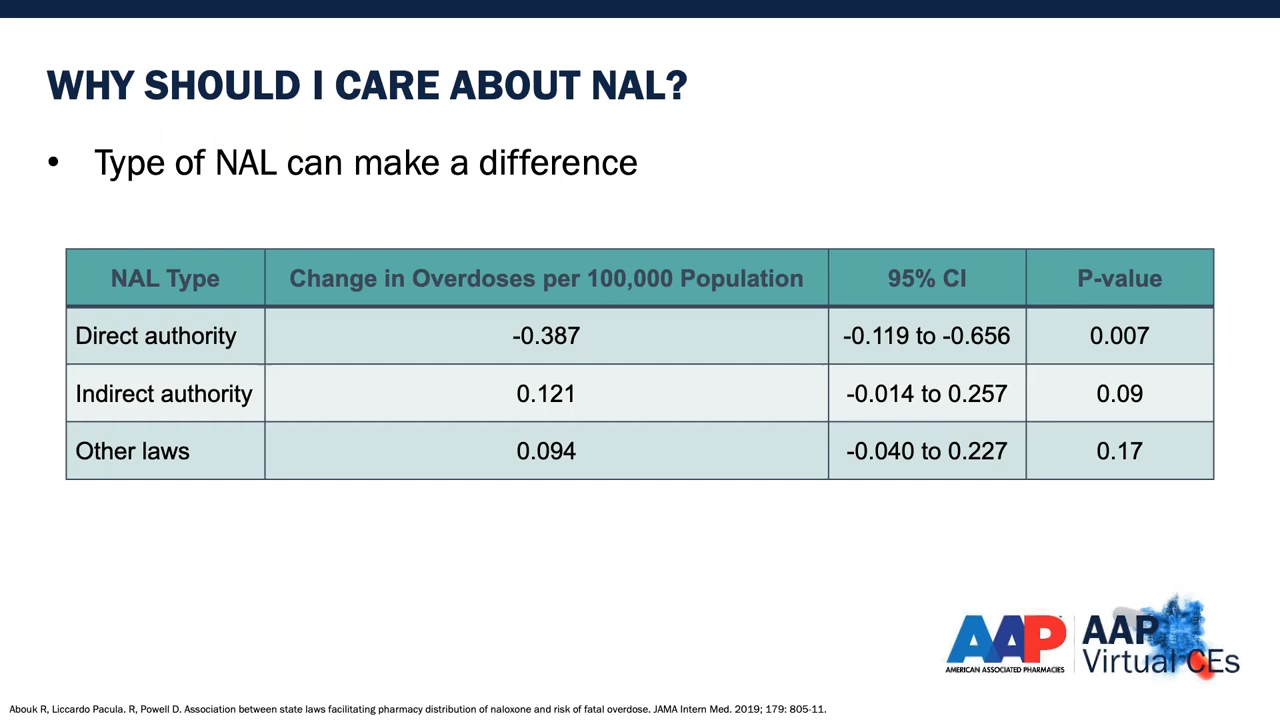 WHY SHOULD I CARE ABOUT NAL?
• Type of NAL can make a difference
NAL Type Change in Overdoses per 100,000 Population 95% CI P-value
Direct authority -0.387 -0.119 to -0.656 0.007
Indirect authority 0.121 -0.014 to 0.257 0.09
Other laws 0.094 -0.040 to 0.227 0.17
AAP
AMERICAN ASSOCIATED PHARMACIES
AAP
Virtual CEs
Abouk R, Liccardo Pacula. R, Powell D. Association between state laws facilitating pharmacy distribution of naloxone and risk of fatal overdose. JAMA Intern Med. 2019; 179: 805-11.